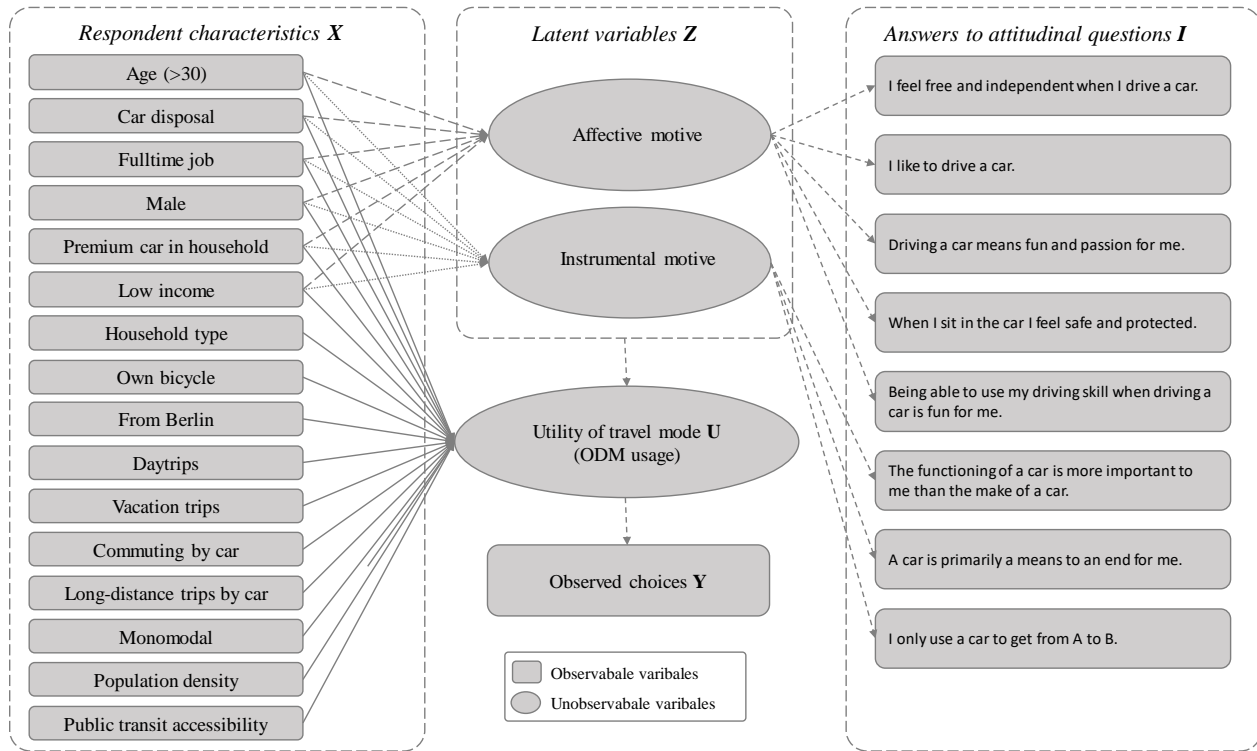 Respondent characteristics X
Age (>30)
Car disposal
Fulltime job
Male
Premium car in household
Low income
Household type
Own bicycle
From Berlin
Daytrips
Vacation trips
Commuting by car
Long-distance trips by car
Monomodal
Population density
Public transit accessibility
Latent variables Z
Affective motive
Instrumental motive
Utility of travel mode U
(ODM usage)
Observed choices Y
Observabale varibales
Unobservabale varibales
Answers to attitudinal questions I
I feel free and independent when I drive a car.
I like to drive a car.
Driving a car means fun and passion for me.
When I sit in the car I feel safe and protected.
Being able to use my driving skill when driving a
car is fun for me.
The functioning of a car is more important to
me than the make of a car.
A car is primarily a means to an end for me.
I only use a car to get from A to B.